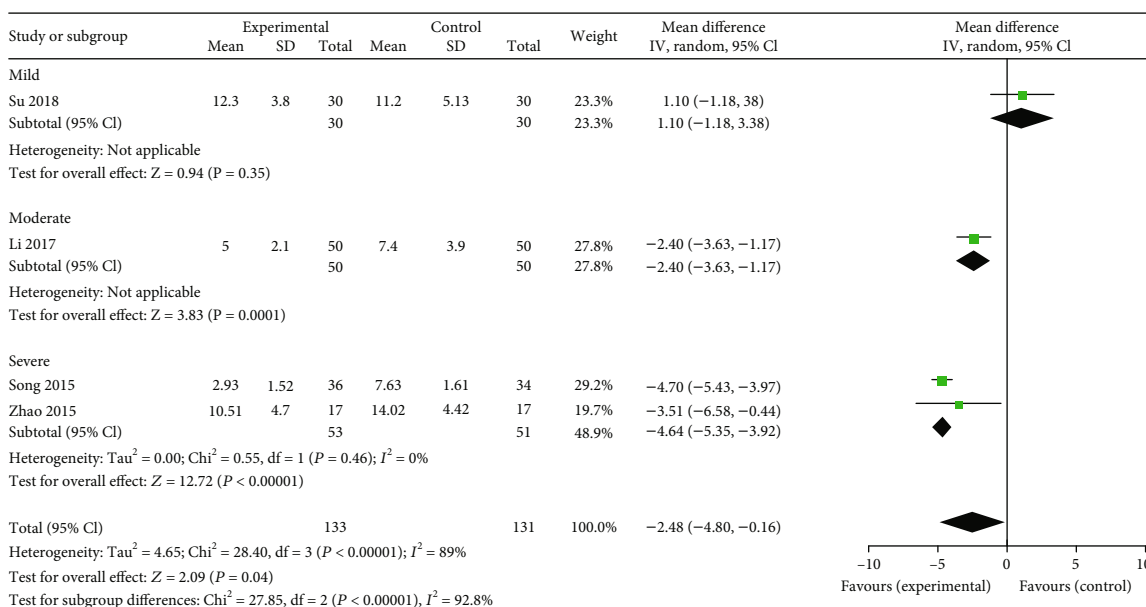 Study or subgroup Experimental Control Weight Mean difference Mean difference
Mean SD Total Mean SD Total IV, random, 95% Cl IV, random, 95% Cl
Mild
Su 2018 12.3 3.8 30 11.2 5.13 30 23.3% 1.10 (−1.18, 38)
Subtotal (95% Cl) 30 30 23.3% 1.10 (−1.18, 3.38)
Heterogeneity: Not applicable
Test for overall effect: Z = 0.94 (P = 0.35)
Moderate
Li 2017 5 2.1 50 7.4 3.9 50 27.8% −2.40 (−3.63, −1.17)
Subtotal (95% Cl) 50 50 27.8% −2.40 (−3.63, −1.17)
Heterogeneity: Not applicable
Test for overall effect: Z = 3.83 (P = 0.0001)
Severe
Song 2015 2.93 1.52 36 7.63 1.61 34 29.2% −4.70 (−5.43, −3.97)
Zhao 2015 10.51 4.7 17 14.02 4.42 17 19.7% −3.51 (−6.58, −0.44)
Subtotal (95% Cl) 53 51 48.9% −4.64 (−5.35, −3.92)
Heterogeneity: Tau² = 0.00; Chi² = 0.55, df = 1 (P = 0.46); I² = 0%
Test for overall effect: Z = 12.72 (P < 0.00001)
Total (95% Cl) 133 131 100.0% −2.48 (−4.80, −0.16)
Heterogeneity: Tau² = 4.65; Chi² = 28.40, df = 3 (P < 0.00001); I² = 89%
Test for overall effect: Z = 2.09 (P = 0.04)
Test for subgroup differences: Chi² = 27.85, df = 2 (P < 0.00001), I² = 92.8%
−10 −5 0 5 10
Favours (experimental) Favours (control)